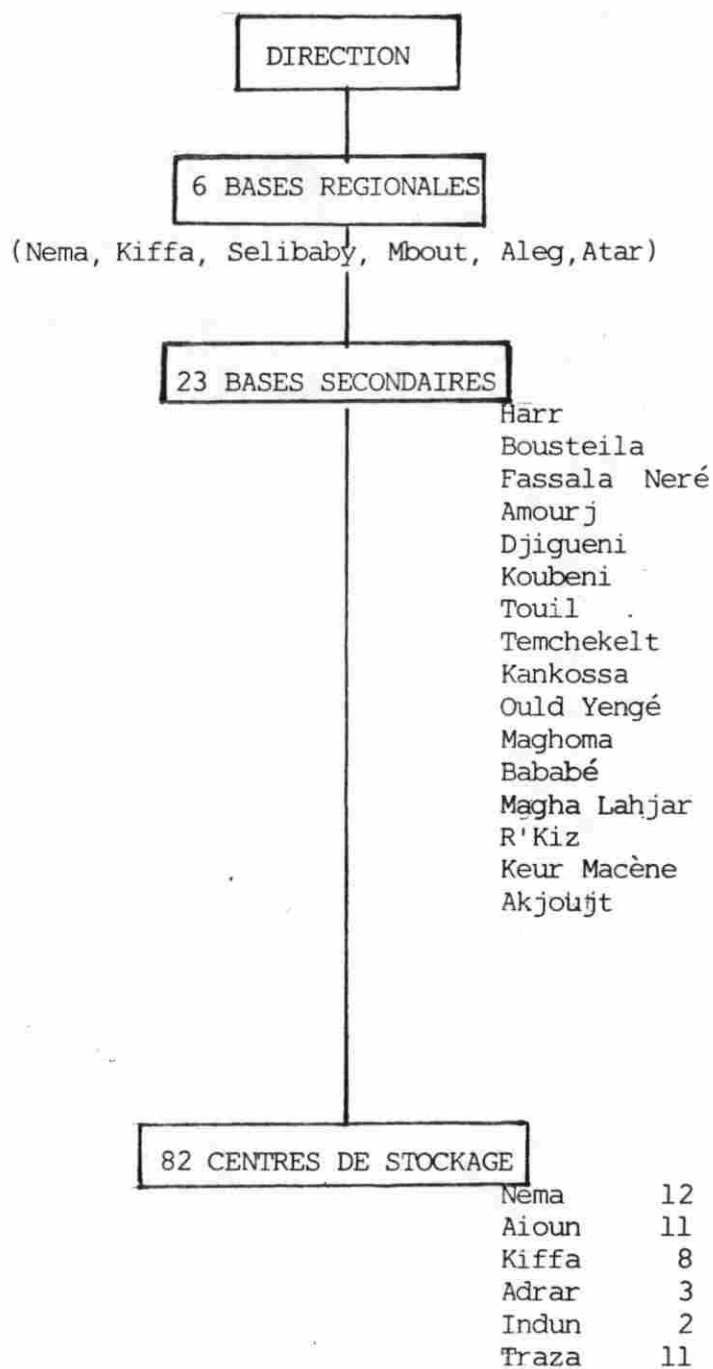 DIRECTION
6 BASES REGIONALES
(Nema, Kiffa, Selibaby, Mbout, Aleg,Atar)
23 BASES SECONDAIRES
Harr
Bousteila
Fassala Neré
Amourj
Djigueni
Koubeni
Touil
Temchekelt
Kankossa
Ould Yengé
Maghoma
Bababé
Magha Lahjar
R'Kiz
Keur Macène
Akjoujt
82 CENTRES DE STOCKAGE
Nema 12
Aioun 11
Kiffa 8
Adrar 3
Indun 2
Traza 11